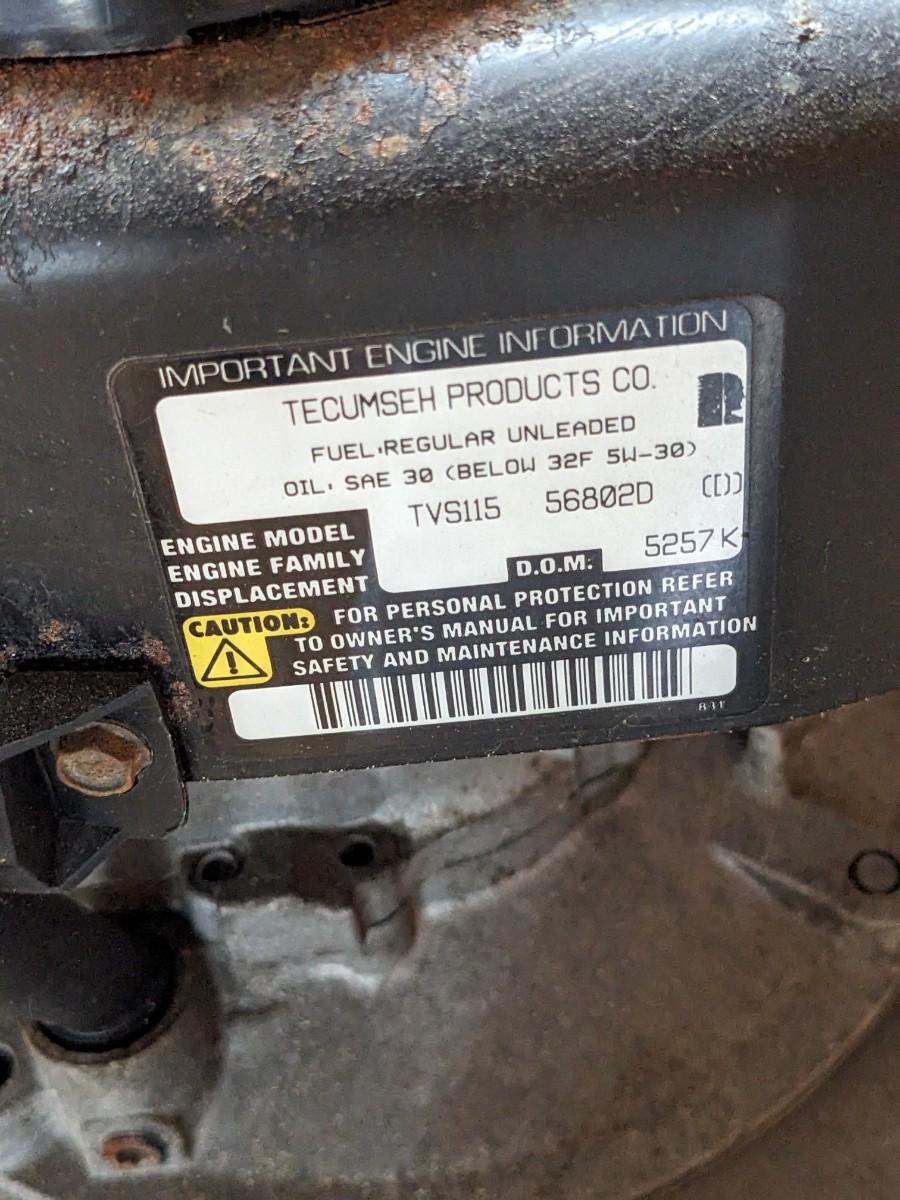 IMPORTANT ENGINE INFORMATION
TECUMSEH PRODUCTS CO.
FUEL:REGULAR UNLEADED
OIL: SAE 30 (BELOW 32F 5W-30)
TVS115 56802D
ENGINE MODEL
5257K
ENGINE FAMILY
D.O.M:
DISPLACEMENT
CAUTION: FOR PERSONAL PROTECTION REFER
TO OWNER'S MANUAL FOR IMPORTANT
SAFETY AND MAINTENANCE INFORMATION